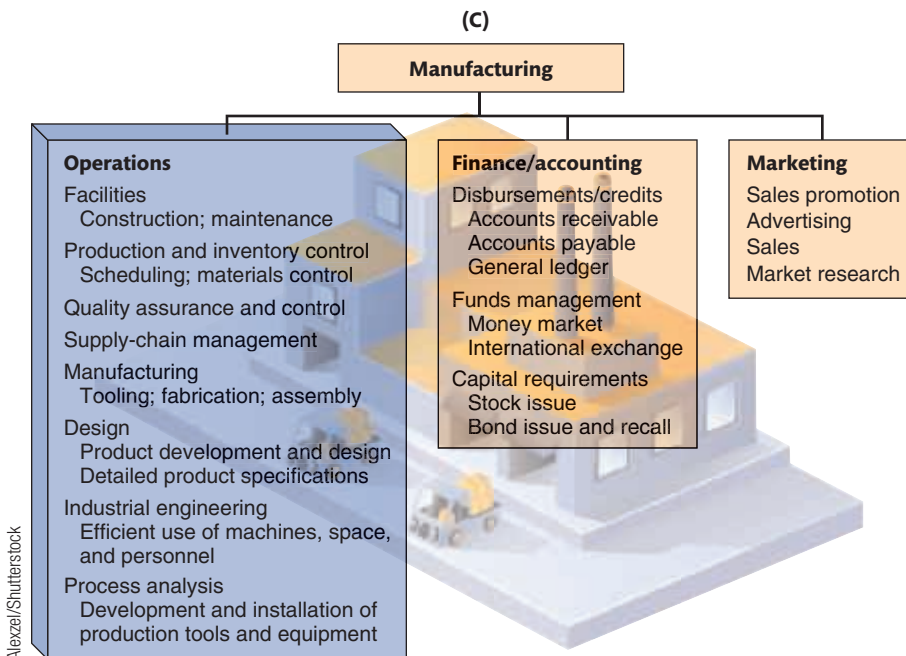 (C)
Manufacturing
Operations
Facilities
Construction; maintenance
Production and inventory control
Scheduling; materials control
Quality assurance and control
Supply-chain management
Manufacturing
Tooling; fabrication; assembly
Design
Product development and design
Detailed product specifications
Industrial engineering
Efficient use of machines, space,
and personnel
Process analysis
Development and installation of
production tools and equipment
Finance/accounting
Disbursements/credits
Accounts receivable
Accounts payable
General ledger
Funds management
Money market
International exchange
Capital requirements
Stock issue
Bond issue and recall
Marketing
Sales promotion
Advertising
Sales
Market research
Alexzel/Shutterstock